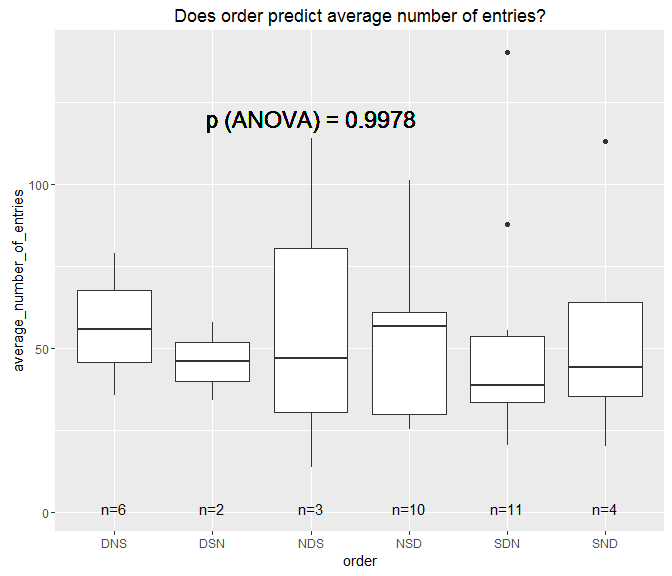 Does order predict average number of entries?
p (ANOVA) = 0.9978
average_number_of_entries
100
50
0
n=6 n=2 n=3 n=10 n=11 n=4
DNS DSN NDS NSD SDN SND
order